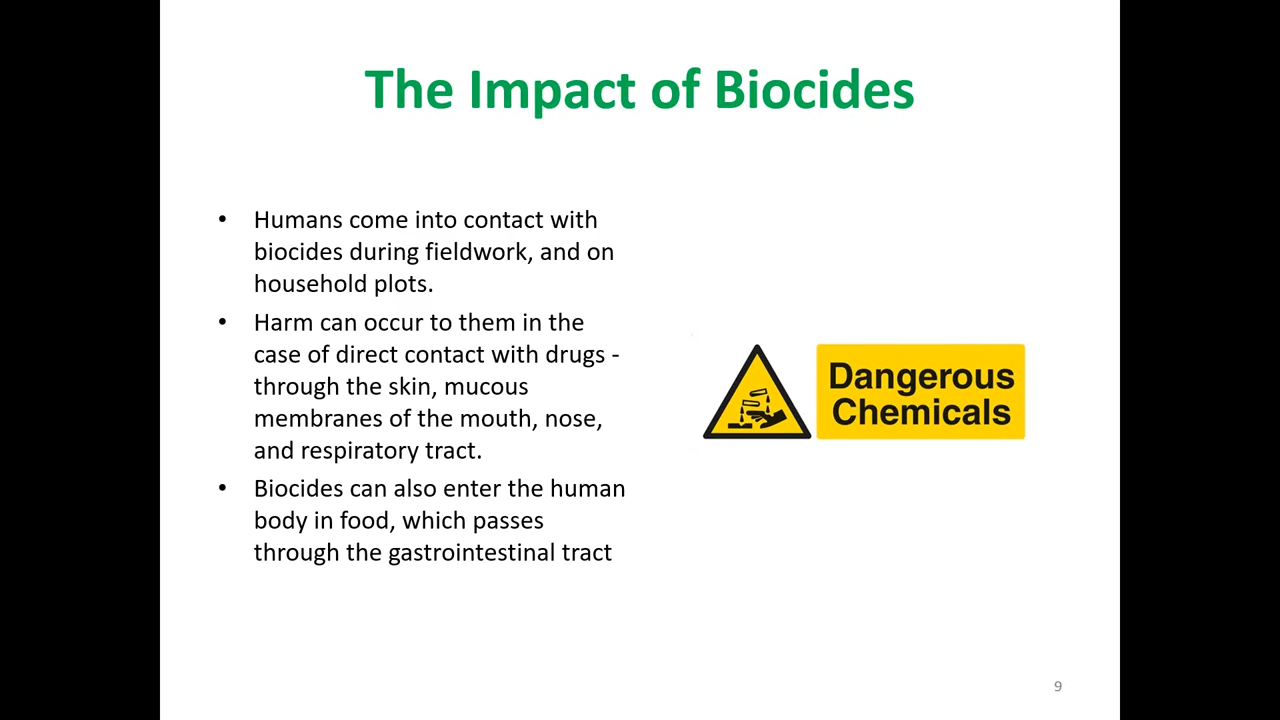 The Impact of Biocides
• Humans come into contact with
biocides during fieldwork, and on
household plots.
• Harm can occur to them in the
case of direct contact with drugs -
through the skin, mucous
membranes of the mouth, nose,
and respiratory tract.
• Biocides can also enter the human
body in food, which passes
through the gastrointestinal tract
Dangerous
Chemicals
9